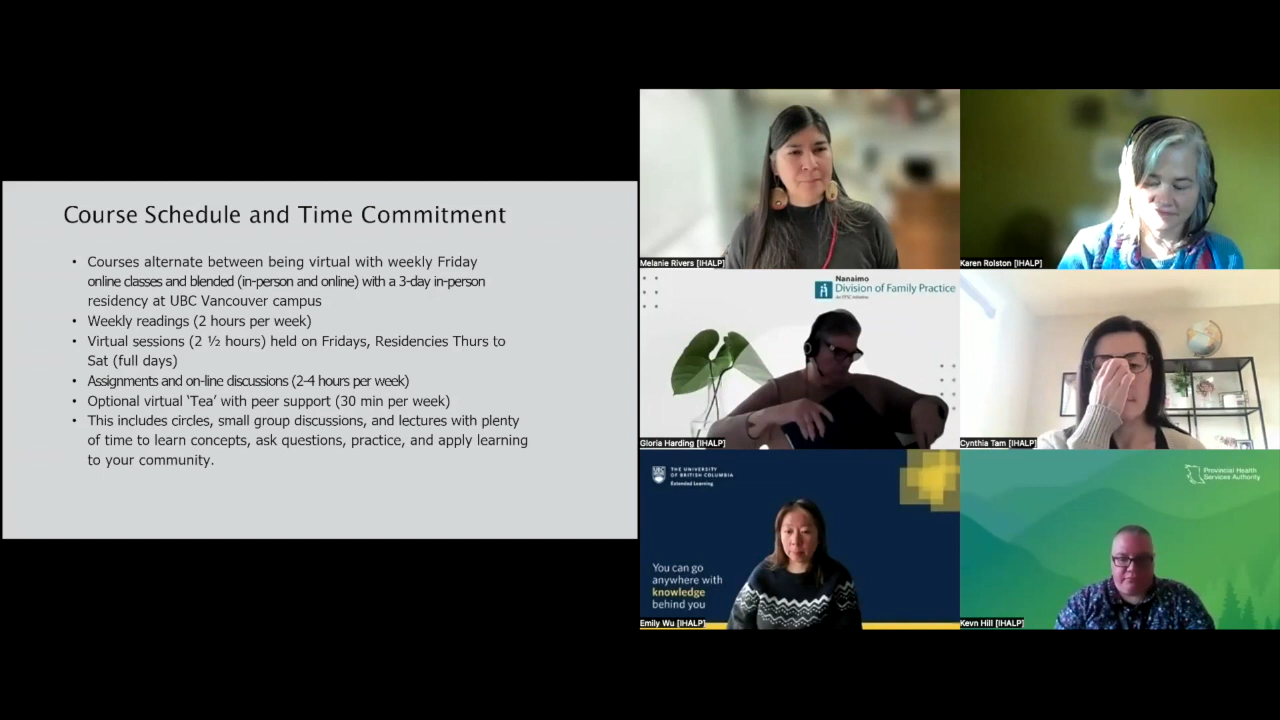 Course Schedule and Time Commitment
• Courses alternate between being virtual with weekly Friday
online classes and blended (in-person and online) with a 3-day in-person
residency at UBC Vancouver campus
• Weekly readings (2 hours per week)
• Virtual sessions (2 ½ hours) held on Fridays, Residencies Thurs to
Sat (full days)
• Assignments and on-line discussions (2-4 hours per week)
• Optional virtual ‘Tea’ with peer support (30 min per week)
• This includes circles, small group discussions, and lectures with plenty
of time to learn concepts, ask questions, practice, and apply learning
to your community.
Melanie Rivers [IHALP]
Karen Rolston [IHALP]
Nanaimo
Division of Family Practice
Gloria Harding [IHALP]
Cynthia Tam [IHALP]
UBC
THE UNIVERSITY
OF BRITISH COLUMBIA
Extended Learning
You can go
anywhere with
knowledge
behind you
Emily Wu [IHALP]
Provincial Health
Services Authority
Kevn Hill [IHALP]